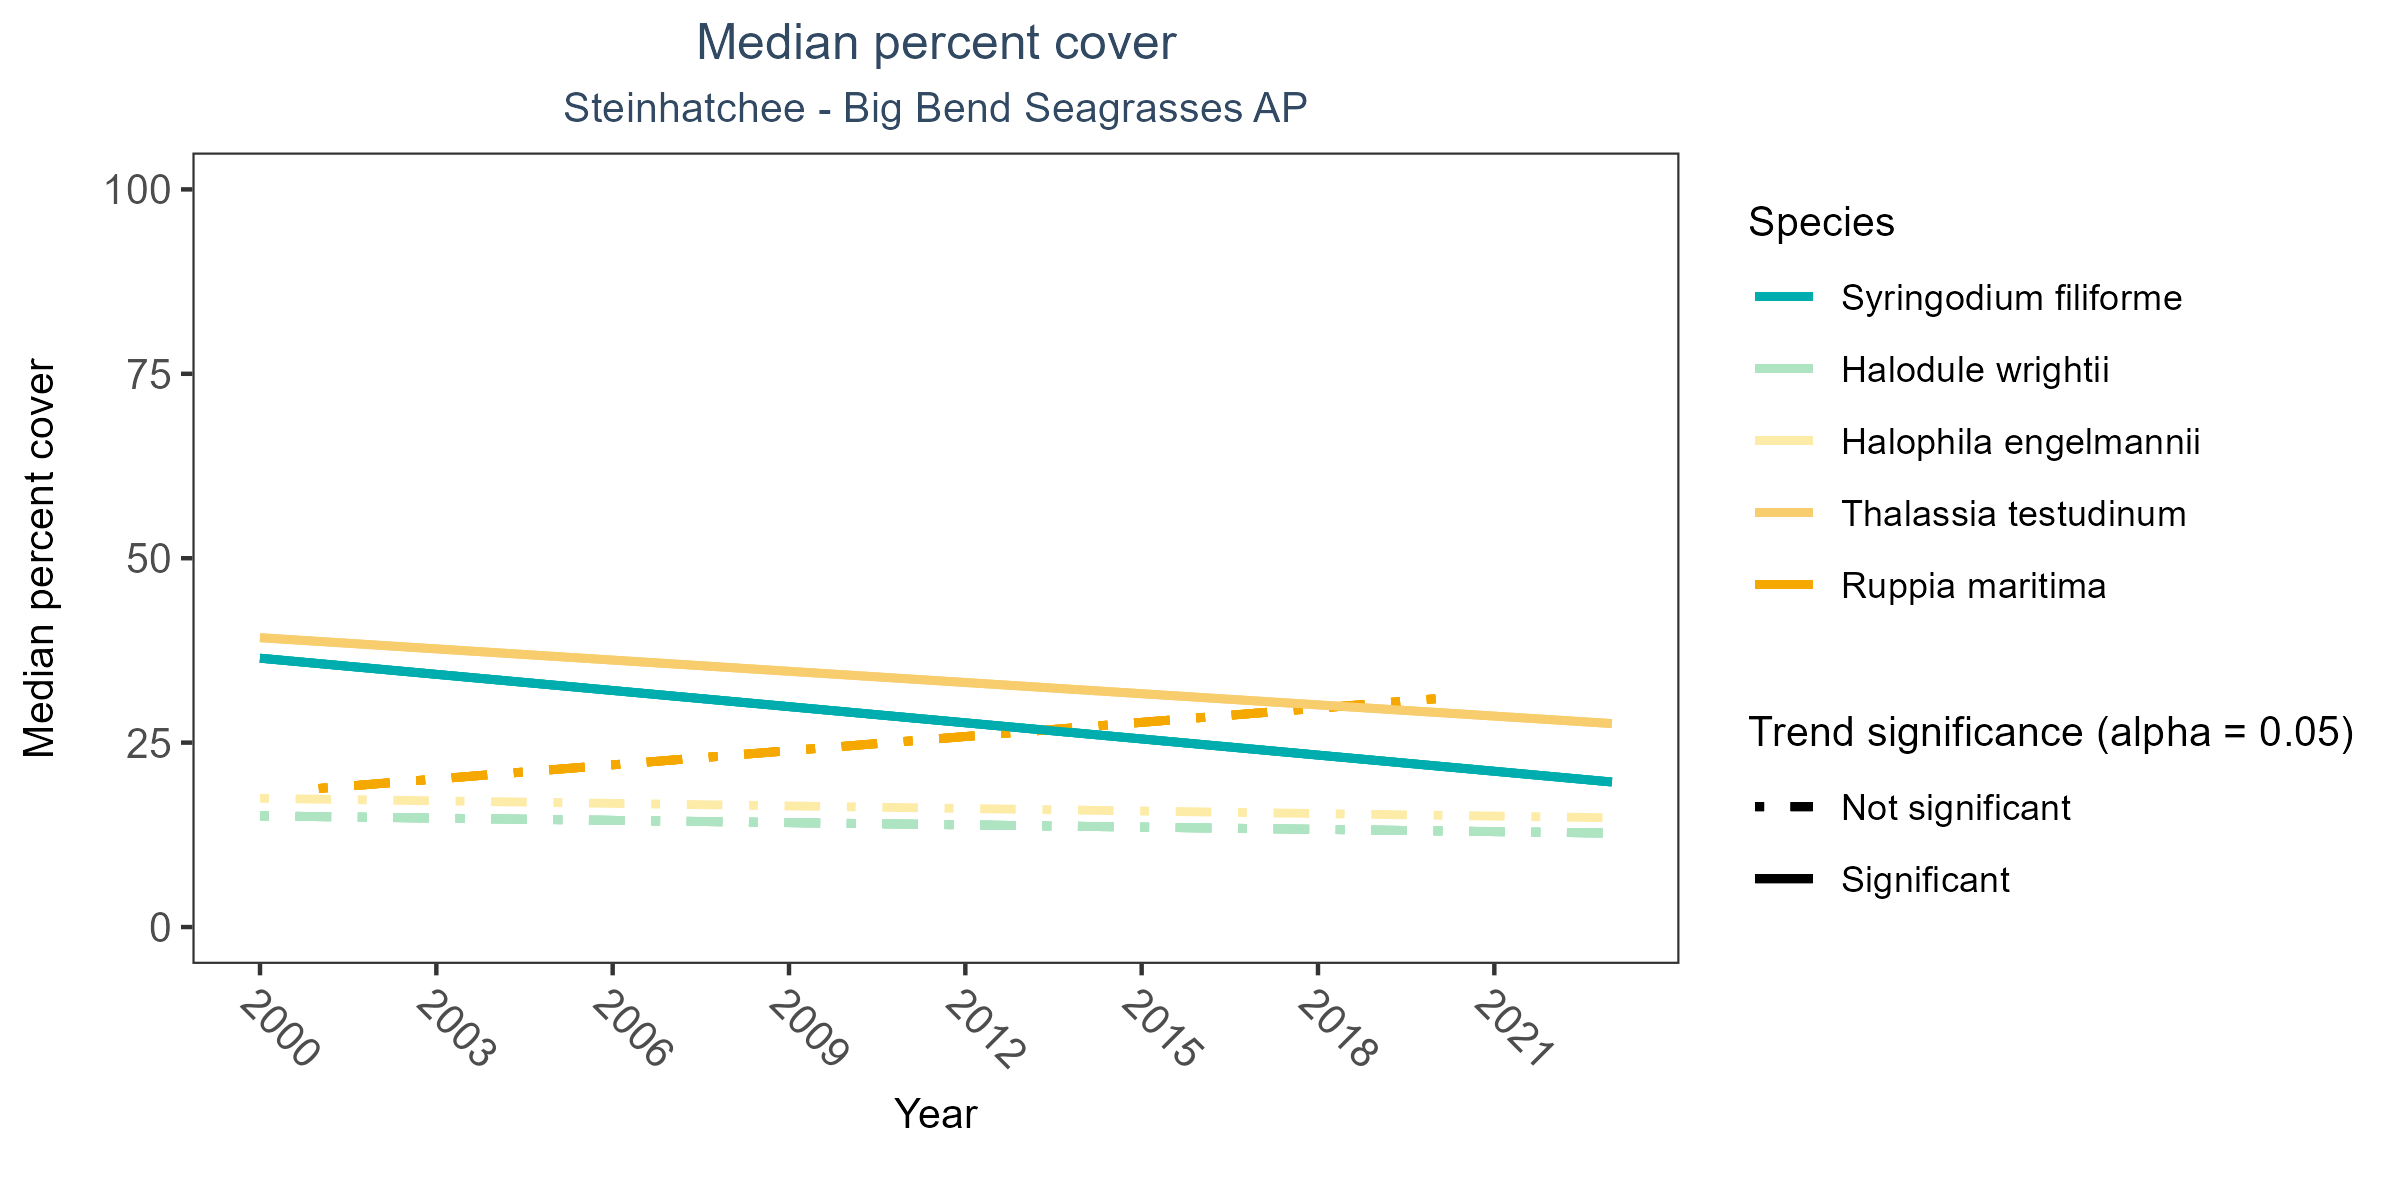 Median percent cover
Steinhatchee - Big Bend Seagrasses AP
Median percent cover
100
75
50
25
0
2000
2003
2006
2009
2012
2015
2018
2021
Year
Species
Syringodium filiforme
Halodule wrightii
Halophila engelmannii
Thalassia testudinum
Ruppia maritima
Trend significance (alpha = 0.05)
Not significant
Significant